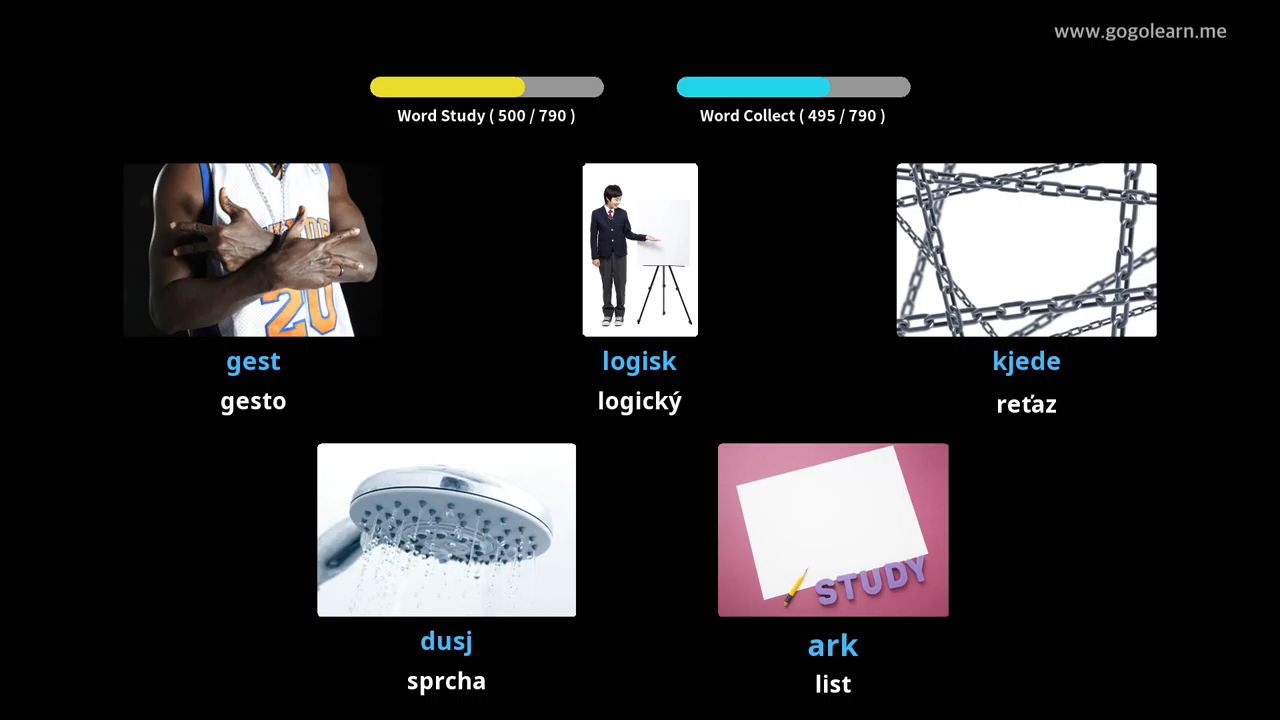 www.gogolearn.me
Word Study ( 500 / 790 )
Word Collect ( 495 / 790 )
20
gest
logisk
kjede
gesto
logický
reťaz
STUDY
dusj
ark
sprcha
list